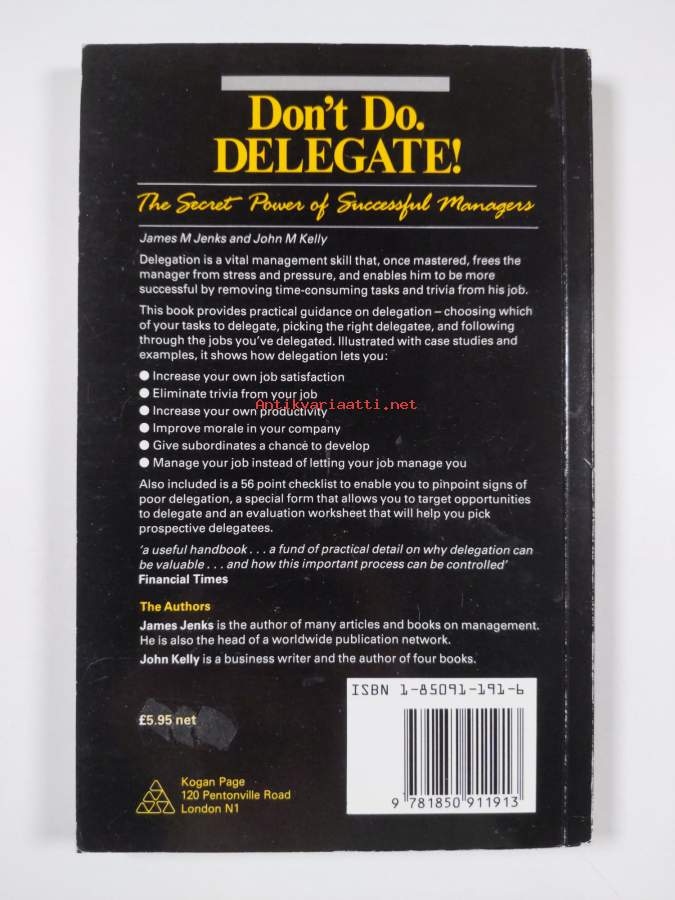 Don't Do.
DELEGATE!
The Secret Power of Successful Managers
James M Jenks and John M Kelly
Delegation is a vital management skill that, once mastered, frees the
manager from stress and pressure, and enables him to be more
successful by removing time-consuming tasks and trivia from his job.
This book provides practical guidance on delegation – choosing which
of your tasks to delegate, picking the right delegatee, and following
through the jobs you've delegated. Illustrated with case studies and
examples, it shows how delegation lets you:
● Increase your own job satisfaction
● Eliminate trivia from your job
Antikvariaatti.net
● Increase your own productivity
● Improve morale in your company
● Give subordinates a chance to develop
● Manage your job instead of letting your job manage you
Also included is a 56 point checklist to enable you to pinpoint signs of
poor delegation, a special form that allows you to target opportunities
to delegate and an evaluation worksheet that will help you pick
prospective delegatees.
'a useful handbook . . . a fund of practical detail on why delegation can
be valuable . . . and how this important process can be controlled'
Financial Times
The Authors
James Jenks is the author of many articles and books on management.
He is also the head of a worldwide publication network.
John Kelly is a business writer and the author of four books.
ISBN 1-85091-191-6
£5.95 net
Kogan Page
120 Pentonville Road
London N1
9 781850 911913